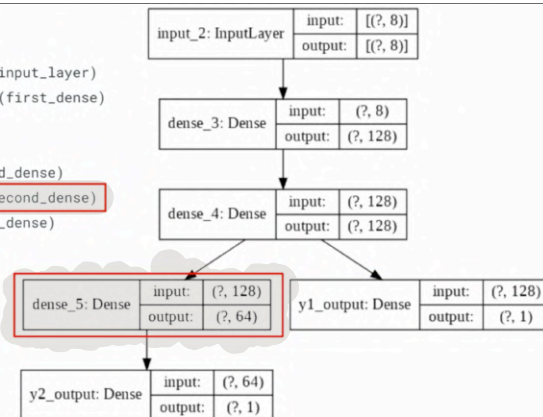 input_2: InputLayer input: [(?, 8)]
output: [(?, 8)]
input_layer)
(first_dense)
dense_3: Dense input: (?, 8)
output: (?, 128)
d_dense)
econd_dense)
_dense)
dense_4: Dense input: (?, 128)
output: (?, 128)
dense_5: Dense input: (?, 128)
output: (?, 64)
y1_output: Dense input: (?, 128)
output: (?, 1)
y2_output: Dense input: (?, 64)
output: (?, 1)